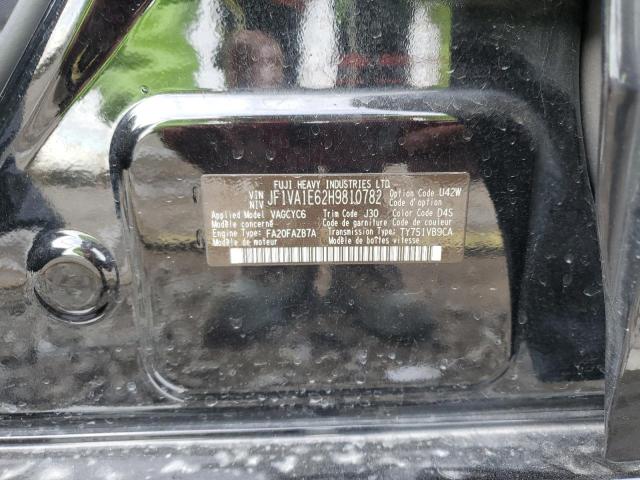 FUJI HEAVY INDUSTRIES LTD.
VIN NIV JF1VA1E62H9810782 Option Code U42W
Applied Model VAGCYC6 Trim Code J30 Color Code D4S
Modèle concerné Code de garniture Code de couleur
Engine Type: FA20FAZB7A Transmission Type: TY751VB9CA
Modèle de moteur Modèle de boîtes vitesse